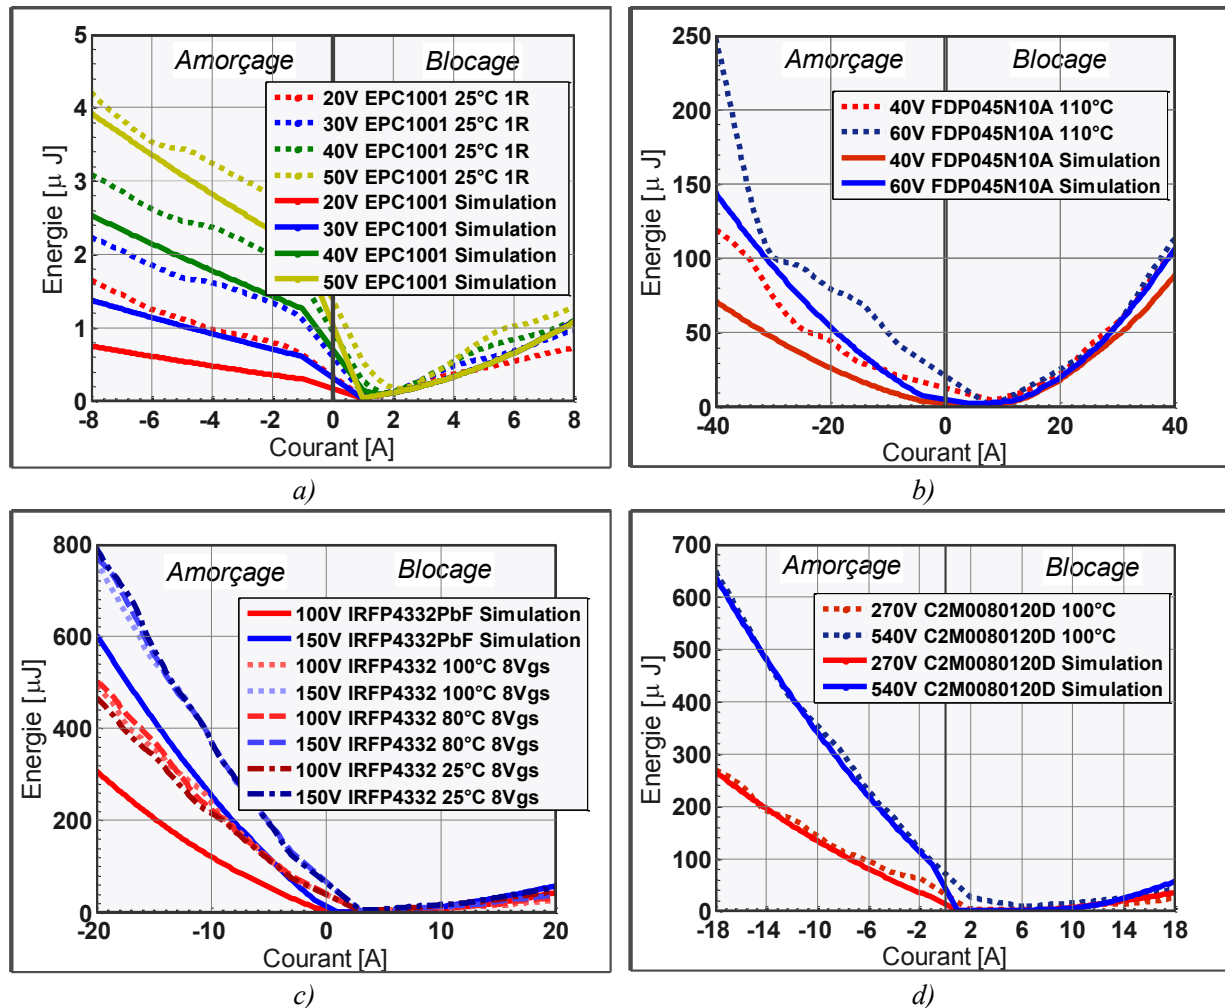 Amorçage Blocage
20V EPC1001 25°C 1R
30V EPC1001 25°C 1R
40V EPC1001 25°C 1R
50V EPC1001 25°C 1R
20V EPC1001 Simulation
30V EPC1001 Simulation
40V EPC1001 Simulation
50V EPC1001 Simulation
Energie [μ J]
5
4
3
2
1
0
-8 -6 -4 -2 0 2 4 6 8
Courant [A]
a)
Amorçage Blocage
40V FDP045N10A 110°C
60V FDP045N10A 110°C
40V FDP045N10A Simulation
60V FDP045N10A Simulation
Energie [μ J]
250
200
150
100
50
0
-40 -20 0 20 40
Courant [A]
b)
Amorçage Blocage
100V IRFP4332PbF Simulation
150V IRFP4332PbF Simulation
100V IRFP4332 100°C 8Vgs
150V IRFP4332 100°C 8Vgs
100V IRFP4332 80°C 8Vgs
150V IRFP4332 80°C 8Vgs
100V IRFP4332 25°C 8Vgs
150V IRFP4332 25°C 8Vgs
Energie [μJ]
800
600
400
200
0
-20 -10 0 10 20
Courant [A]
c)
Amorçage Blocage
270V C2M0080120D 100°C
540V C2M0080120D 100°C
270V C2M0080120D Simulation
540V C2M0080120D Simulation
Energie [μ J]
700
600
500
400
300
200
100
0
-18 -14 -10 -6 -2 2 6 10 14 18
Courant [A]
d)